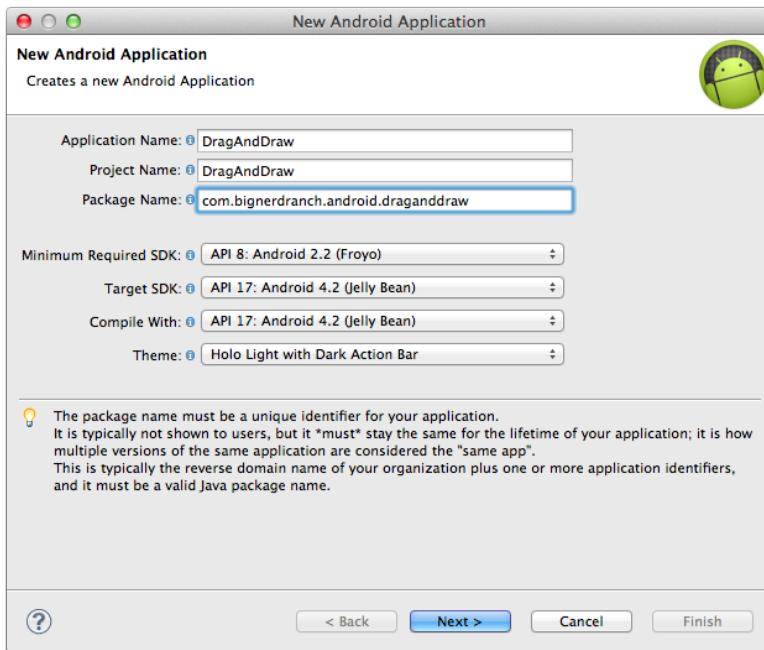 New Android Application
New Android Application
Creates a new Android Application
Application Name: DragAndDraw
Project Name: DragAndDraw
Package Name: com.bignerdranch.android.draganddraw
Minimum Required SDK: API 8: Android 2.2 (Froyo)
Target SDK: API 17: Android 4.2 (Jelly Bean)
Compile With: API 17: Android 4.2 (Jelly Bean)
Theme: Holo Light with Dark Action Bar
The package name must be a unique identifier for your application.
It is typically not shown to users, but it *must* stay the same for the lifetime of your application; it is how
multiple versions of the same application are considered the "same app".
This is typically the reverse domain name of your organization plus one or more application identifiers,
and it must be a valid Java package name.
? < Back Next > Cancel Finish